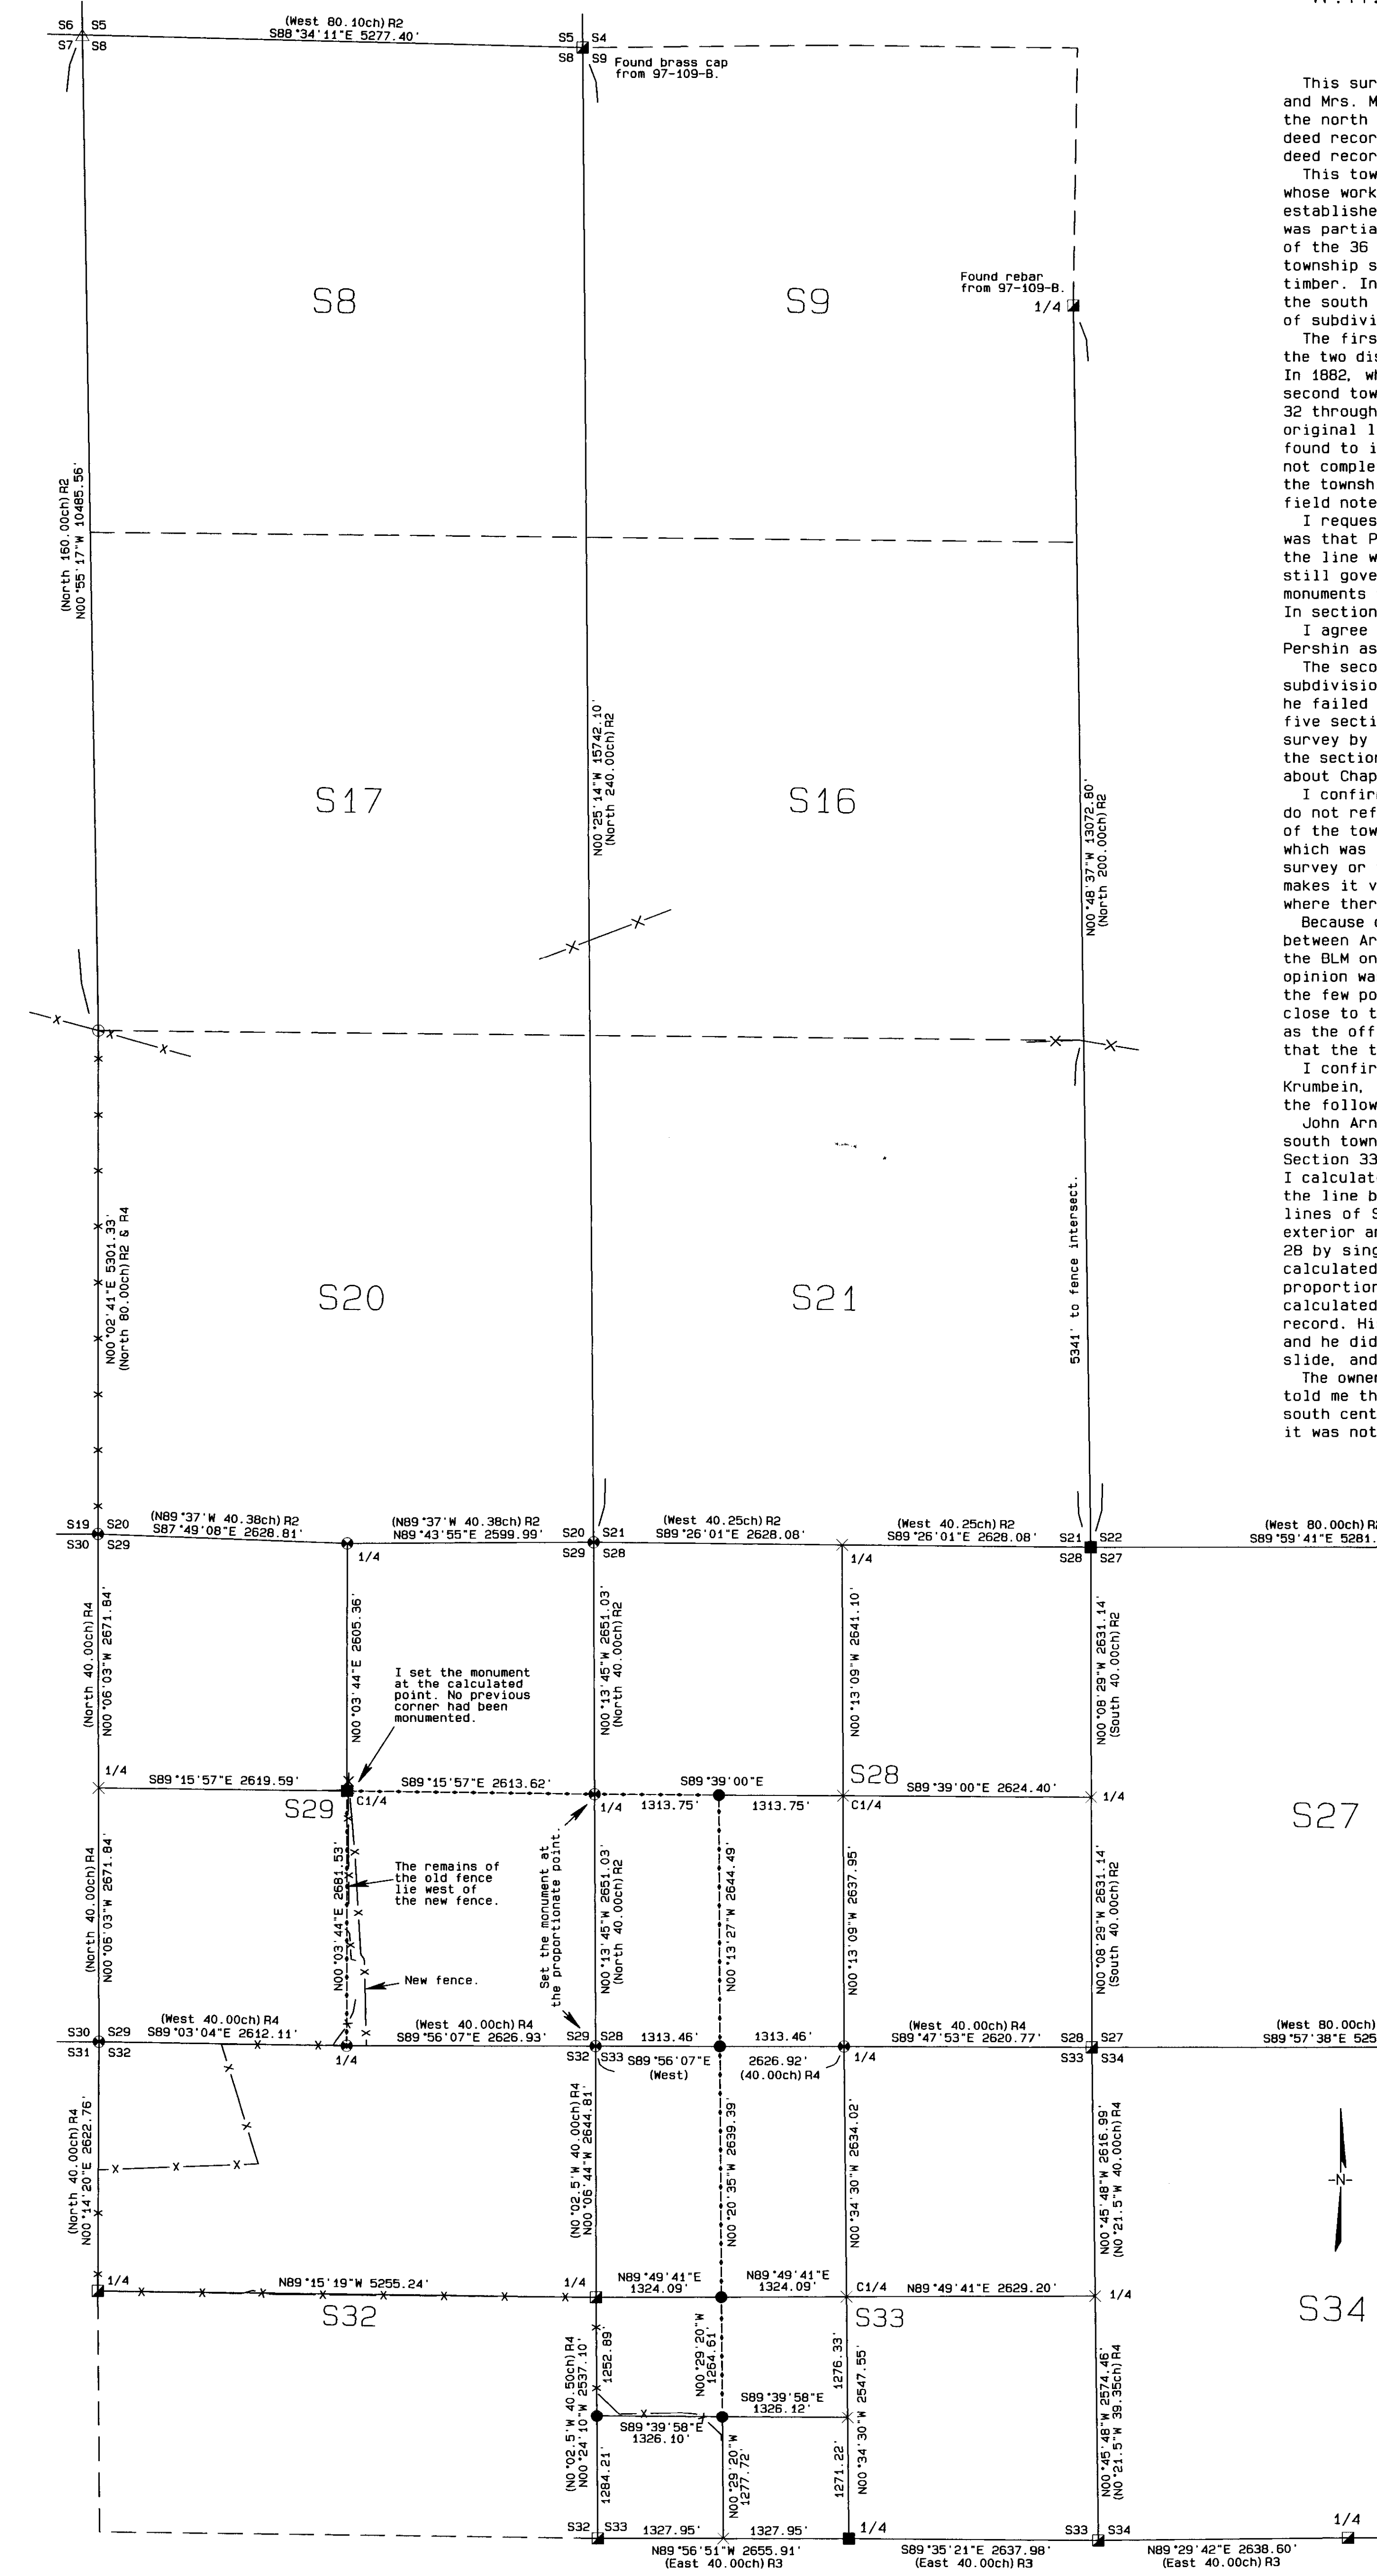 (West 80.10ch)R2
S88°34'11"E 5277.40'
S6 S5
S7 S8
S5 S4
S8 S9
Found brass cap
from 97-109-B.
S8
S9
Found rebar
from 97-109-B.
1/4
(North 160.00ch)R2
N00°55'17"W 10485.56'
S17
N00°25'14"W 15742.10'
(North 240.00ch)R2
S16
N00°48'37"W 13072.80'
(North 200.00ch)R2
N00°02'41"E 5301.33'
(North 80.00ch)R2 & R4
S20
S21
5341' to fence intersect.
S19 S20
S30 S29
(N89°37'W 40.38ch)R2
S87°49'08"E 2628.81'
1/4
(N89°37'W 40.38ch)R2
N89°43'55"E 2599.99'
S20 S21
S29 S28
(West 40.25ch)R2
S89°26'01"E 2628.08'
1/4
(West 40.25ch)R2
S89°26'01"E 2628.08'
S21 S22
S28 S27
(West 80.00ch)R2
S89°59'41"E 5281.
(North 40.00ch)R4
N00°06'03"W 2671.84'
N00°03'44"E 2605.36'
I set the monument
at the calculated
point. No previous
corner had been
monumented.
N00°13'45"W 2651.03'
(North 40.00ch)R2
N00°13'09"W 2641.10'
N00°08'29"W 2631.14'
(South 40.00ch)R2
1/4
S89°15'57"E 2619.59'
C1/4
S89°15'57"E 2613.62'
1/4
S89°39'00"E
1313.75'
1313.75'
S28
C1/4
S89°39'00"E 2624.40'
1/4
S29
S27
(North 40.00ch)R4
N00°05'03"W 2671.84'
N00°03'44"E 2681.53'
The remains of
the old fence
lie west of
the new fence.
New fence.
Set the monument at
the proportionate point.
N00°13'45"W 2651.03'
(North 40.00ch)R2
N00°13'27"W 2644.49'
N00°13'09"W 2637.95'
N00°08'29"W 2631.14'
(South 40.00ch)R2
S30 S29
S31 S32
(West 40.00ch)R4
S89°03'04"E 2612.11'
1/4
(West 40.00ch)R4
S89°56'07"E 2626.93'
S29 S28
S32 S33
1313.46'
1313.46'
S89°56'07"E 2626.92'
(West) (40.00ch)R4
1/4
(West 40.00ch)R4
S89°47'53"E 2620.77'
S28 S27
S33 S34
(West 80.00ch)
S89°57'38"E 525
(North 40.00ch)R4
N00°14'20"E 2622.76'
(N0°02.5'W 40.00ch)R4
N00°06'44"W 2644.81'
N00°20'35"W 2639.39'
N00°34'30"W 2634.02'
N00°45'48"W 2616.99'
(N0°21.5'W 40.00ch)R4
-N-
1/4
N89°15'19"W 5255.24'
1/4
N89°49'41"E
1324.09'
N89°49'41"E
1324.09'
C1/4
N89°49'41"E 2629.20'
1/4
S32
S33
S34
(N0°02.5'W 40.50ch)R4
N00°24'10"W 2537.10'
1252.89'
N00°29'20"W
1264.61'
1276.33'
N00°34'30"W 2547.55'
N00°45'48"W 2574.46'
(N0°21.5"W 39.35ch)R4
S89°39'58"E
1326.12'
S89°39'58"E
1326.10'
1284.21'
N00°29'20"W
1277.72'
1271.22'
S32 S33
1327.95'
1327.95'
N89°56'51"W 2655.91'
(East 40.00ch)R3
1/4
S89°35'21"E 2637.98'
(East 40.00ch)R3
S33 S34
N89°29'42"E 2638.60'
(East 40.00ch)R3
1/4
This sur
and Mrs. M
the north
deed recor
deed recor
This tow
whose work
establishe
was partia
of the 36
township s
timber. In
the south
of subdivi
The firs
the two dis
In 1882, wh
second tow
32 through
original l
found to i
not comple
the townsh
field note
I reques
was that P
the line w
still gove
monuments
In section
I agree
Pershin as
The seco
subdivisio
he failed
five secti
survey by
the section
about Chap
I confir
do not ref
of the tow
which was
survey or
makes it v
where ther
Because o
between Ar
the BLM on
opinion wa
the few po
close to t
as the off
that the t
I confir
Krumbein,
the follow
John Arn
south town
Section 33
I calculat
the line b
lines of S
exterior an
28 by sing
calculated
proportion
calculated
record. Hi
and he did
slide, and
The owner
told me th
south cent
it was not